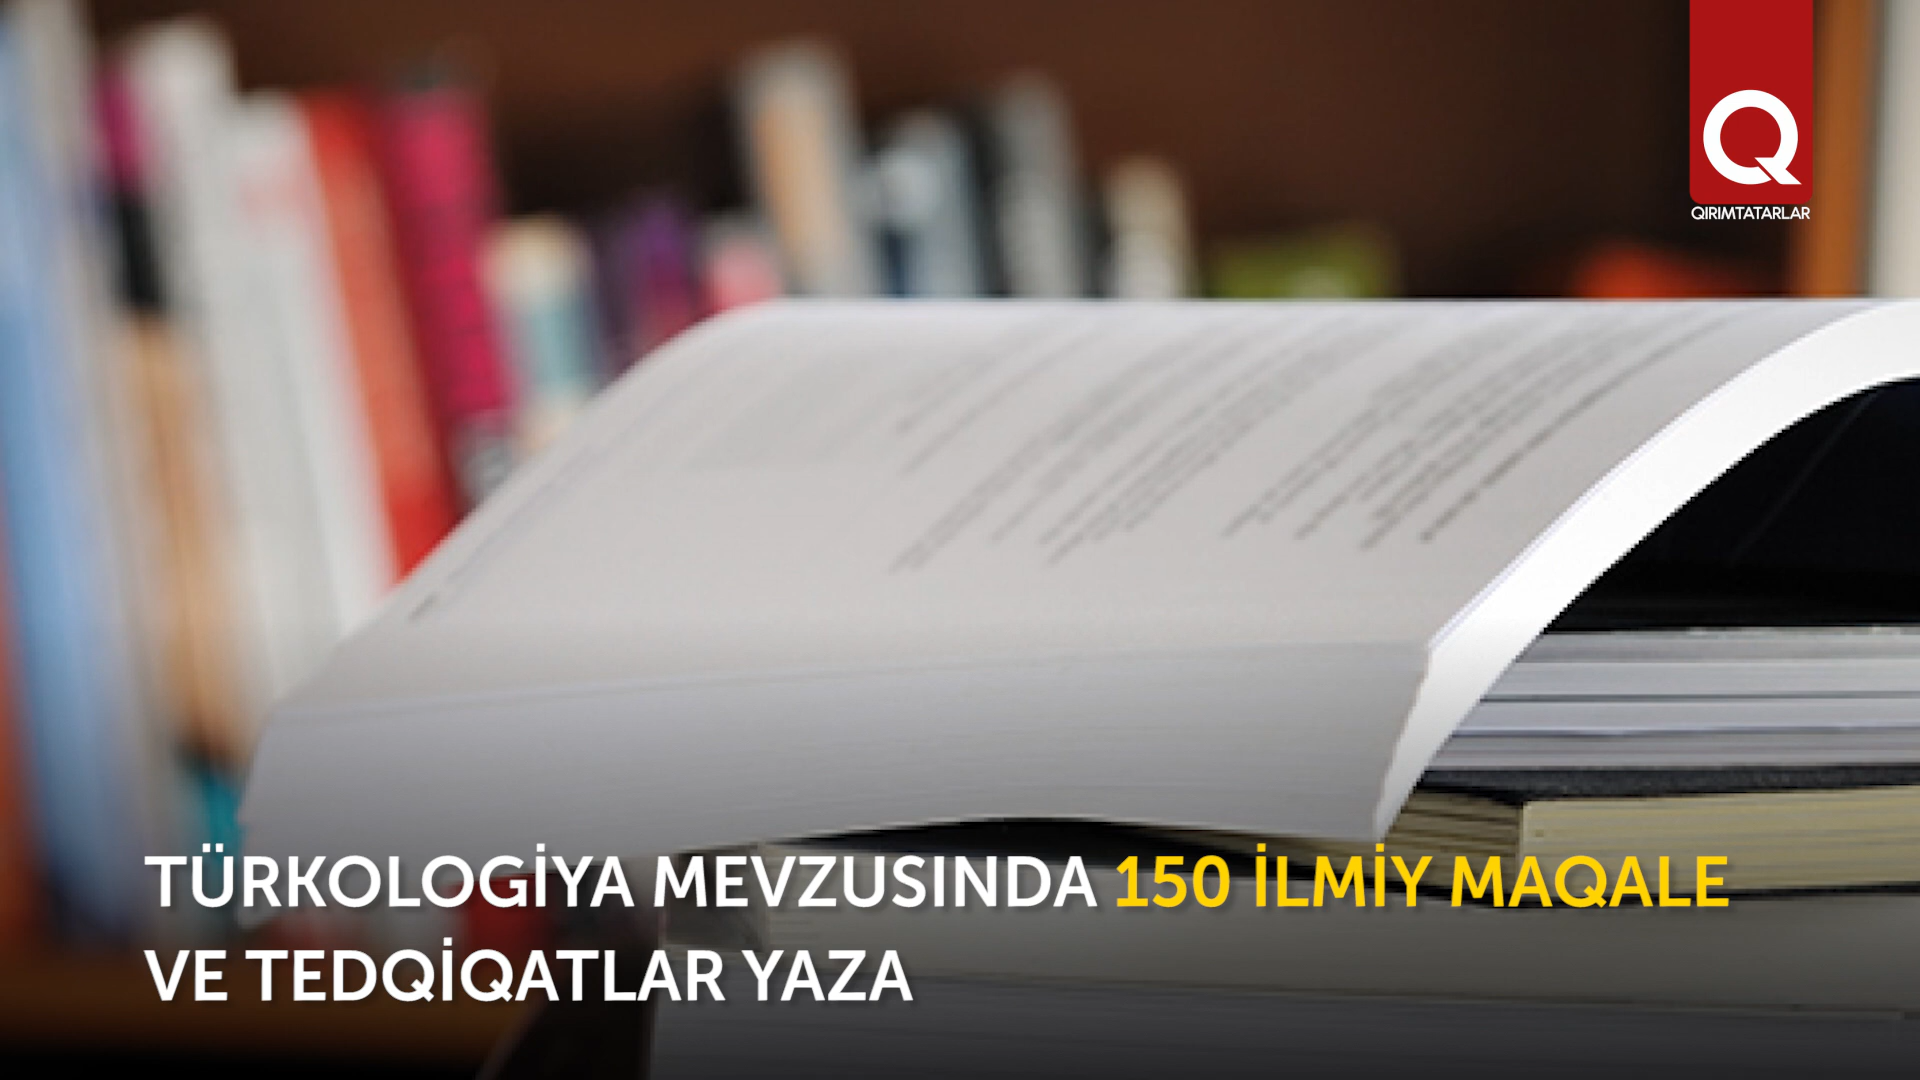 Q
QIRIMTATARLAR
TÜRKOLOGİYA MEVZUSINDA 150 İLMİY MAQALE
VE TEDQİQATLAR YAZA